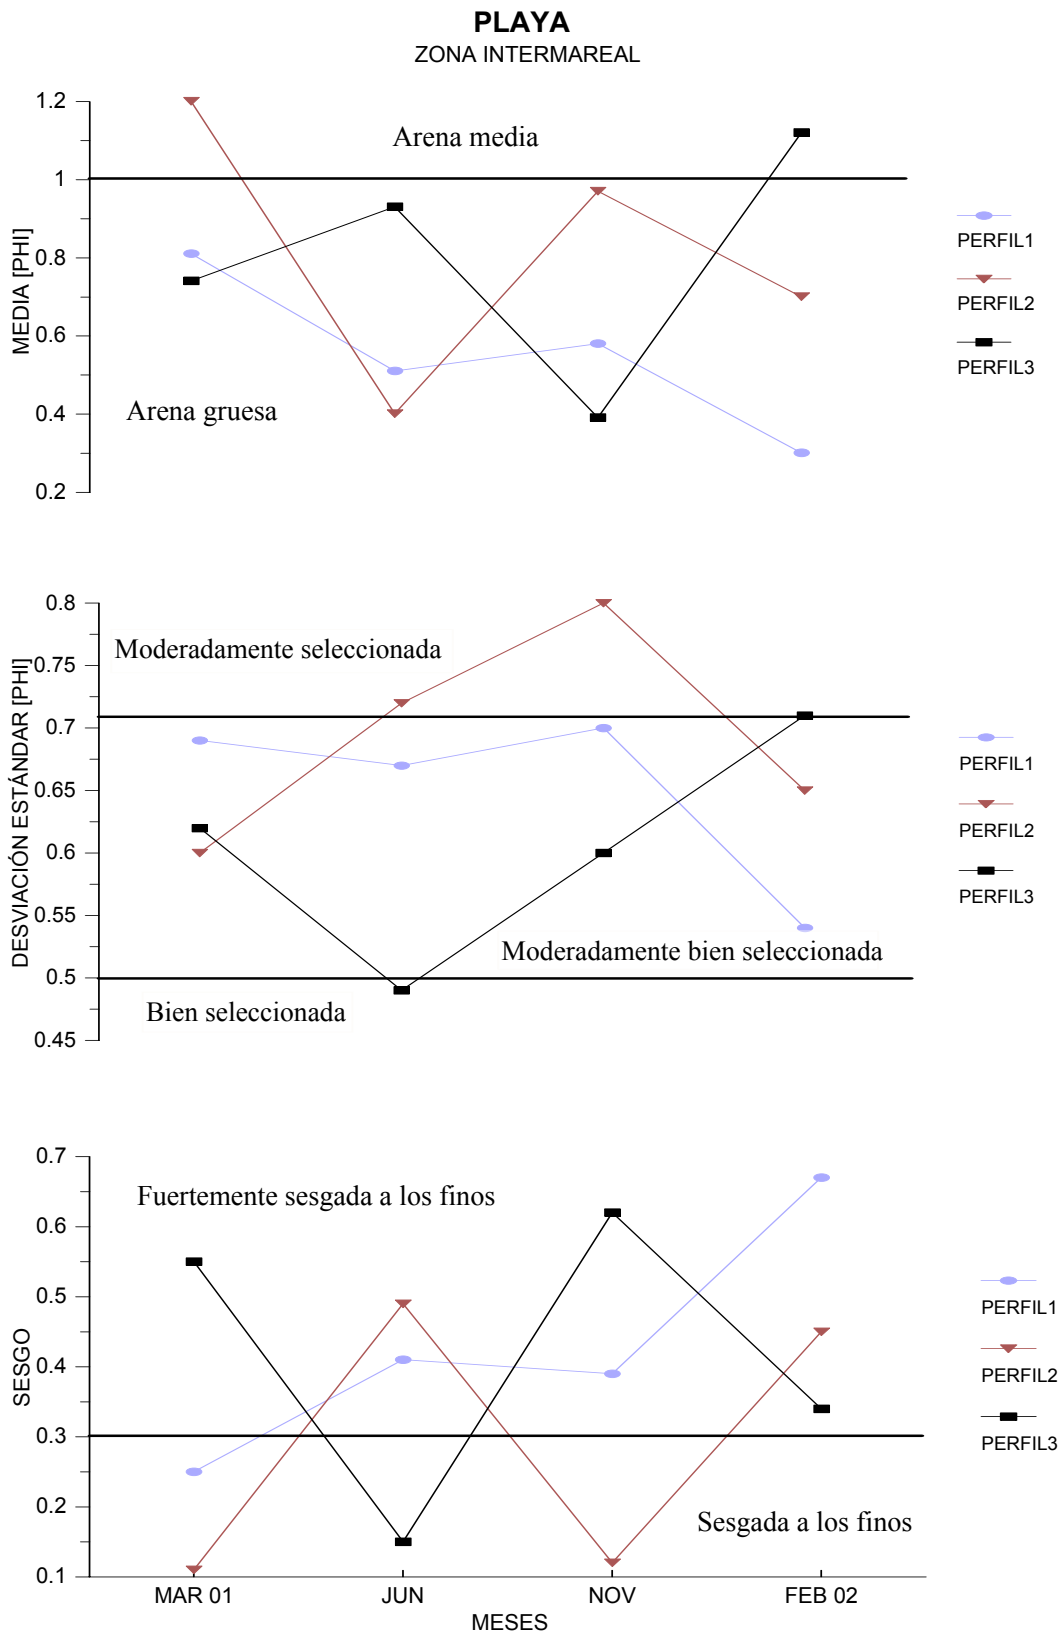 PLAYA
ZONA INTERMAREAL
1.2
1
0.8
0.6
0.4
0.2
MEDIA [PHI]
Arena media
Arena gruesa
PERFIL1
PERFIL2
PERFIL3
0.8
0.75
0.7
0.65
0.6
0.55
0.5
0.45
DESVIACIÓN ESTÁNDAR [PHI]
Moderadamente seleccionada
Moderadamente bien seleccionada
Bien seleccionada
PERFIL1
PERFIL2
PERFIL3
0.7
0.6
0.5
0.4
0.3
0.2
0.1
SESGO
Fuertemente sesgada a los finos
Sesgada a los finos
PERFIL1
PERFIL2
PERFIL3
MAR 01 JUN NOV FEB 02
MESES